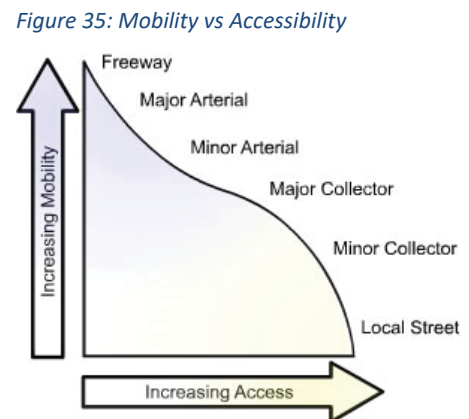 Figure 35: Mobility vs Accessibility
Freeway
Major Arterial
Minor Arterial
Major Collector
Minor Collector
Local Street
Increasing Mobility
Increasing Access